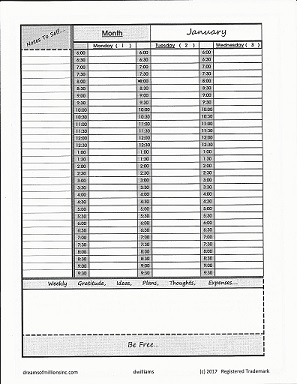 Notes To Self...
Month January
Monday ( 1 ) Tuesday ( 2 ) Wednesday ( 3 )
6:00 6:00 6:00
6:30 6:30 6:30
7:00 7:00 7:00
7:30 7:30 7:30
8:00 8:00 8:00
8:30 8:30 8:30
9:00 9:00 9:00
9:30 9:30 9:30
10:00 10:00 10:00
10:30 10:30 10:30
11:00 11:00 11:00
11:30 11:30 11:30
12:00 12:00 12:00
12:30 12:30 12:30
1:00 1:00 1:00
1:30 1:30 1:30
2:00 2:00 2:00
2:30 2:30 2:30
3:00 3:00 3:00
3:30 3:30 3:30
4:00 4:00 4:00
4:30 4:30 4:30
5:00 5:00 5:00
5:30 5:30 5:30
6:00 6:00 6:00
6:30 6:30 6:30
7:00 7:00 7:00
7:30 7:30 7:30
8:00 8:00 8:00
8:30 8:30 8:30
9:00 9:00 9:00
9:30 9:30 9:30
Weekly Gratitude, Ideas, Plans, Thoughts, Expenses...
Be Free..
dreamsofmillionsinc.com dwilliams (c) 2017 Registered Trademark